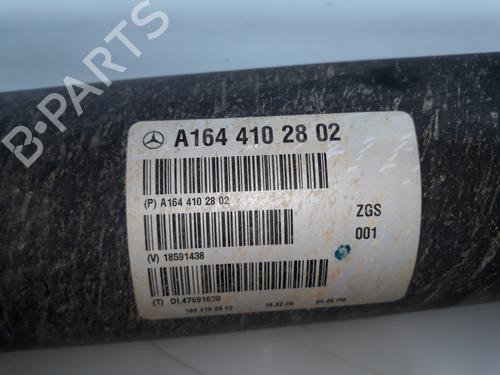 B-PARTS
A164 410 28 02
(P) A164 410 28 02
ZGS
001
(V) 18591438
(T) DL47691620
164 410 28 02